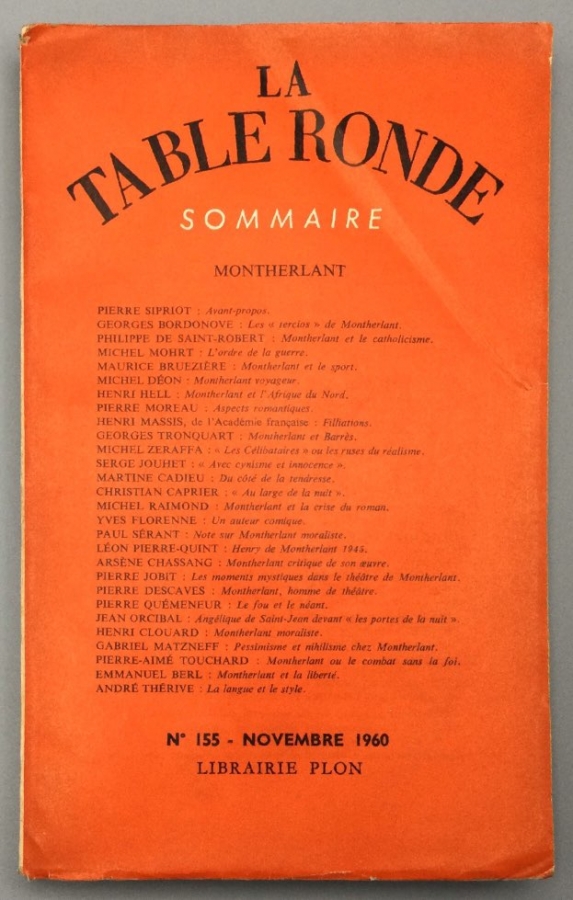 LA
TABLE RONDE
SOMMAIRE
MONTHERLANT
PIERRE SIPRIOT : Avant-propos.
GEORGES BORDONOVE : Les « tercios » de Montherlant.
PHILIPPE DE SAINT-ROBERT : Montherlant et le catholicisme.
MICHEL MOHRT : L'ordre de la guerre.
MAURICE BRUEZIÈRE : Montherlant et le sport.
MICHEL DÉON : Montherlant voyageur.
HENRI HELL : Montherlant et l'Afrique du Nord.
PIERRE MOREAU : Aspects romantiques.
HENRI MASSIS, de l'Académie française : Filiations.
GEORGES TRONQUART : Montherlant et Barrès.
MICHEL ZERAFFA : « Les Célibataires » ou les ruses du réalisme.
SERGE JOUHET : « Avec cynisme et innocence ».
MARTINE CADIEU : Du côté de la tendresse.
CHRISTIAN CAPRIER : « Au large de la nuit ».
MICHEL RAIMOND : Montherlant et la crise du roman.
YVES FLORENNE : Un auteur comique.
PAUL SÉRANT : Note sur Montherlant moraliste.
LÉON PIERRE-QUINT : Henry de Montherlant 1945.
ARSÈNE CHASSANG : Montherlant critique de son œuvre.
PIERRE JOBIT : Les moments mystiques dans le théâtre de Montherlant.
PIERRE DESCAVES : Montherlant, homme de théâtre.
PIERRE QUÉMENEUR : Le fou et le néant.
JEAN ORCIBAL : Angélique de Saint-Jean devant « les portes de la nuit ».
HENRI CLOUARD : Montherlant moraliste.
GABRIEL MATZNEFF : Pessimisme et nihilisme chez Montherlant.
PIERRE-AIMÉ TOUCHARD : Montherlant ou le combat sans la foi.
EMMANUEL BERL : Montherlant et la liberté.
ANDRÉ THÉRIVE : La langue et le style.
N° 155 - NOVEMBRE 1960
LIBRAIRIE PLON